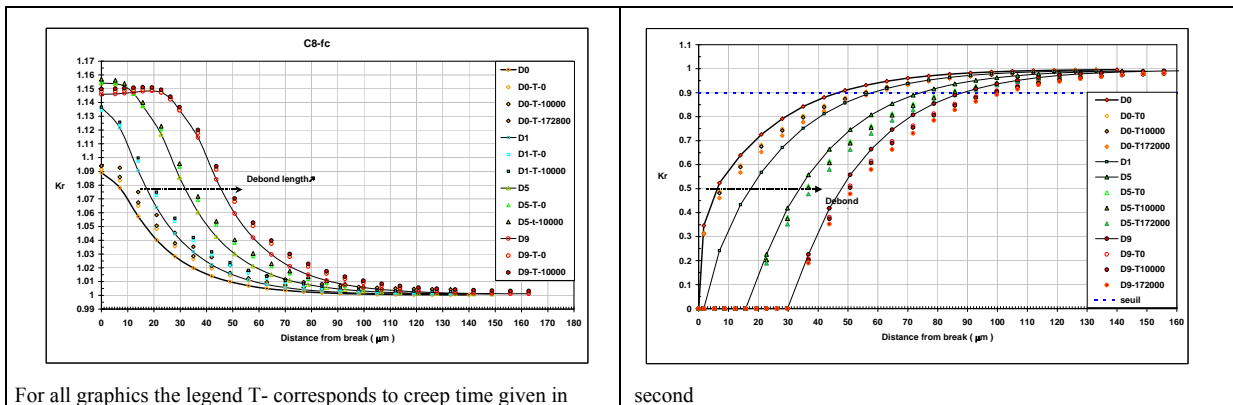 C8-fc
1.17
1.16
1.15
1.14
1.13
1.12
1.11
1.1
1.09
1.08
1.07
1.06
1.05
1.04
1.03
1.02
1.01
1
0.99
Kr
0 10 20 30 40 50 60 70 80 90 100 110 120 130 140 150 160 170 180
Distance from break ( μm )
Debond length
D0
D0-T-0
D0-T-10000
D0-T-172800
D1
D1-T-0
D1-T-10000
D5
D5-T-0
D5-t-10000
D9
D9-T-0
D9-T-10000
For all graphics the legend T- corresponds to creep time given in
1.1
1
0.9
0.8
0.7
0.6
0.5
0.4
0.3
0.2
0.1
0
Kr
0 10 20 30 40 50 60 70 80 90 100 110 120 130 140 150 160
Distance from break ( μm )
Debond
D0
D0-T0
D0-T10000
D0-T172000
D1
D5
D5-T0
D5-T10000
D5-T172000
D9
D9-T0
D9-T10000
D9-172000
seuil
second